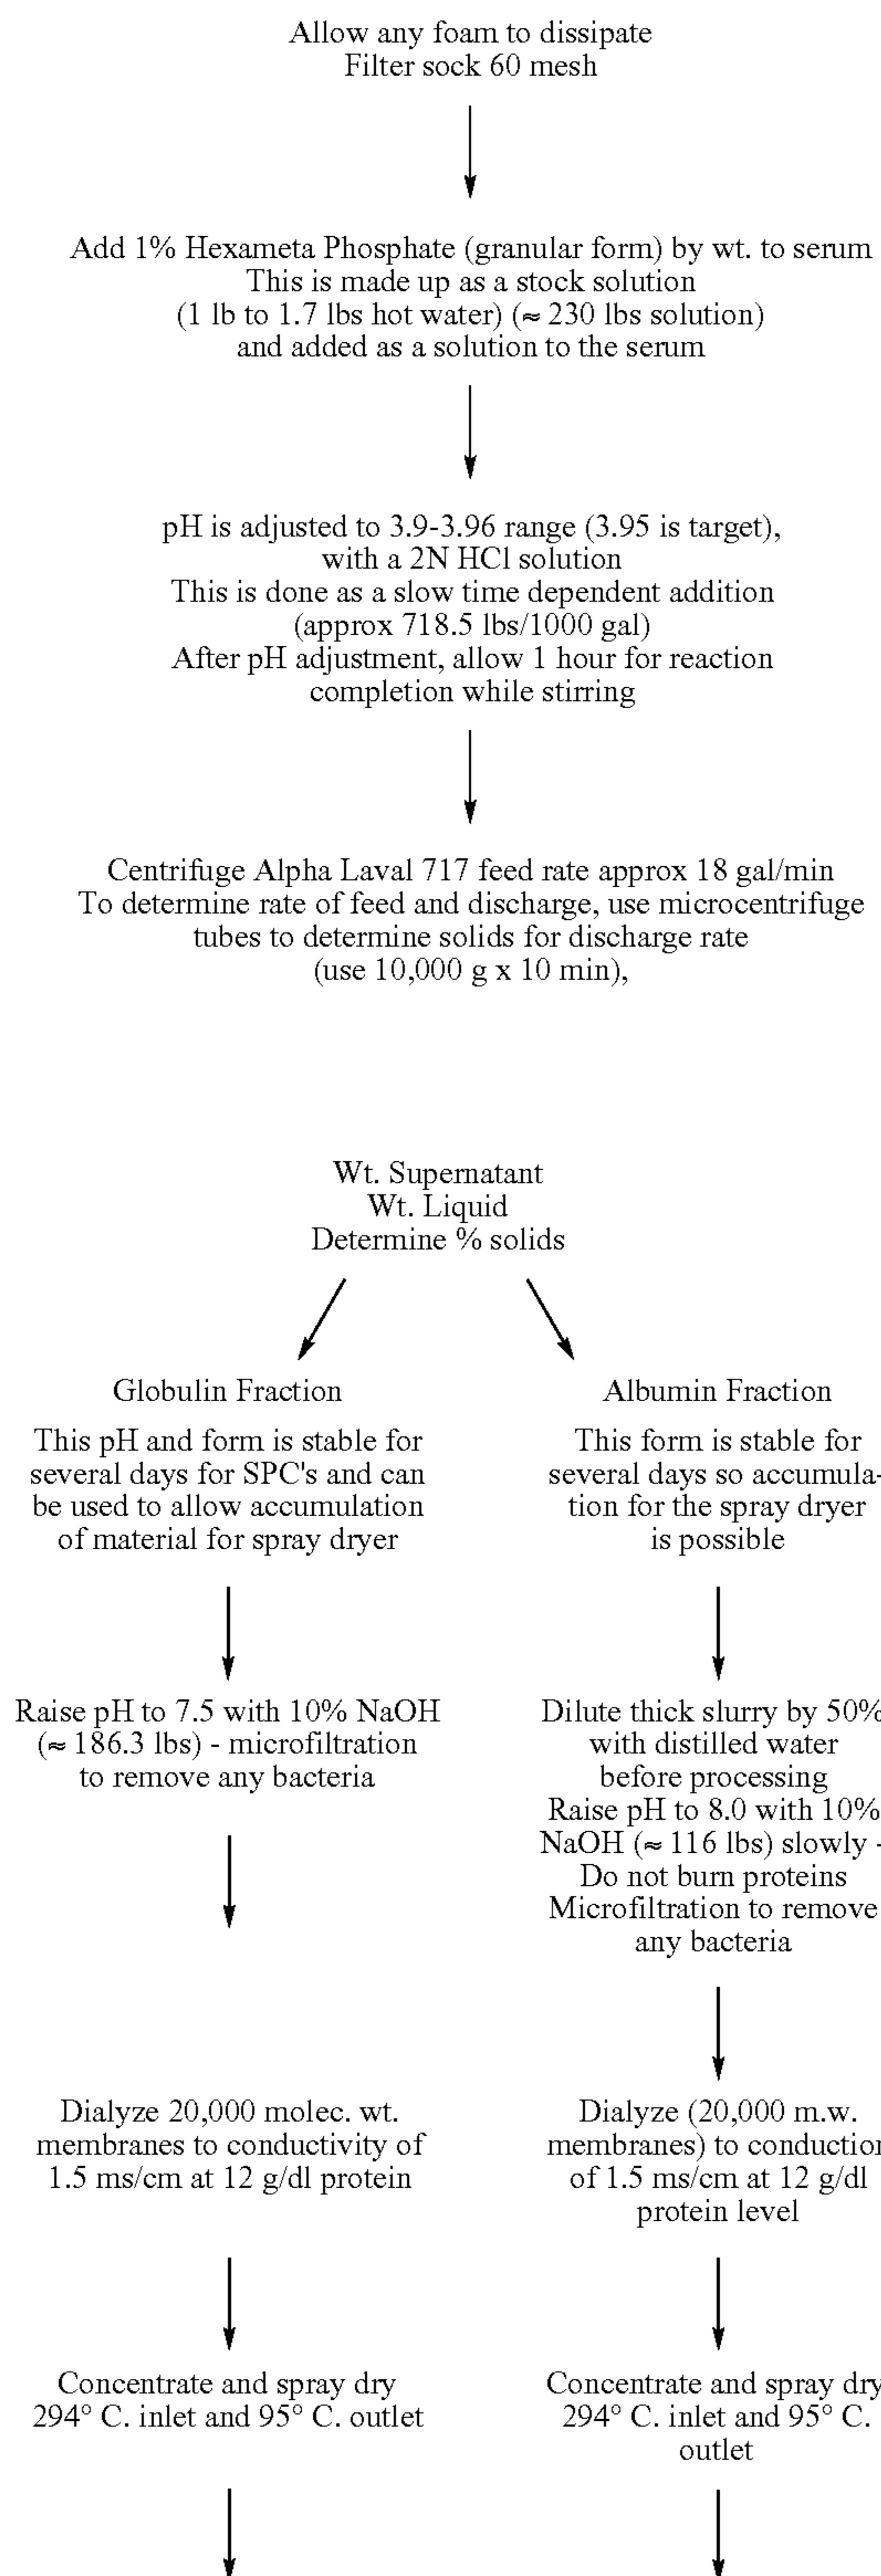 Allow any foam to dissipate
Filter sock 60 mesh
Add 1% Hexameta Phosphate (granular form) by wt. to serum
This is made up as a stock solution
(1 lb to 1.7 lbs hot water) (≈ 230 lbs solution)
and added as a solution to the serum
pH is adjusted to 3.9-3.96 range (3.95 is target),
with a 2N HCl solution
This is done as a slow time dependent addition
(approx 718.5 lbs/1000 gal)
After pH adjustment, allow 1 hour for reaction
completion while stirring
Centrifuge Alpha Laval 717 feed rate approx 18 gal/min
To determine rate of feed and discharge, use microcentrifuge
tubes to determine solids for discharge rate
(use 10,000 g x 10 min),
Wt. Supernatant
Wt. Liquid
Determine % solids
Globulin Fraction
This pH and form is stable for
several days for SPC's and can
be used to allow accumulation
of material for spray dryer
Raise pH to 7.5 with 10% NaOH
(≈ 186.3 lbs) - microfiltration
to remove any bacteria
Dialyze 20,000 molec. wt.
membranes to conductivity of
1.5 ms/cm at 12 g/dl protein
Concentrate and spray dry
294° C. inlet and 95° C. outlet
Albumin Fraction
This form is stable for
several days so accumula-
tion for the spray dryer
is possible
Dilute thick slurry by 50%
with distilled water
before processing
Raise pH to 8.0 with 10%
NaOH (≈ 116 lbs) slowly -
Do not burn proteins
Microfiltration to remove
any bacteria
Dialyze (20,000 m.w.
membranes) to conduction
of 1.5 ms/cm at 12 g/dl
protein level
Concentrate and spray dry
294° C. inlet and 95° C.
outlet